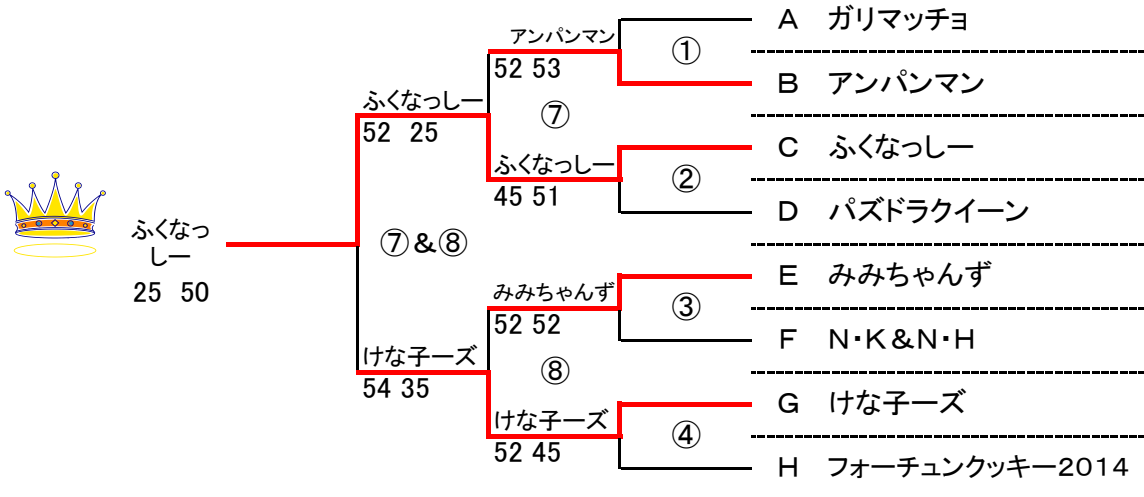 A ガリマッチョ
アンパンマン
①
52 53
B アンパンマン
ふくなっしー
⑦
52 25
C ふくなっしー
ふくなっしー
②
45 51
D パズドラクイーン
ふくなっ
しー
⑦&⑧
25 50
E みみちゃんず
みみちゃんず
③
52 52
F N・K&N・H
けな子ーズ
⑧
54 35
G けな子ーズ
けな子ーズ
④
52 45
H フォーチュンクッキー2014